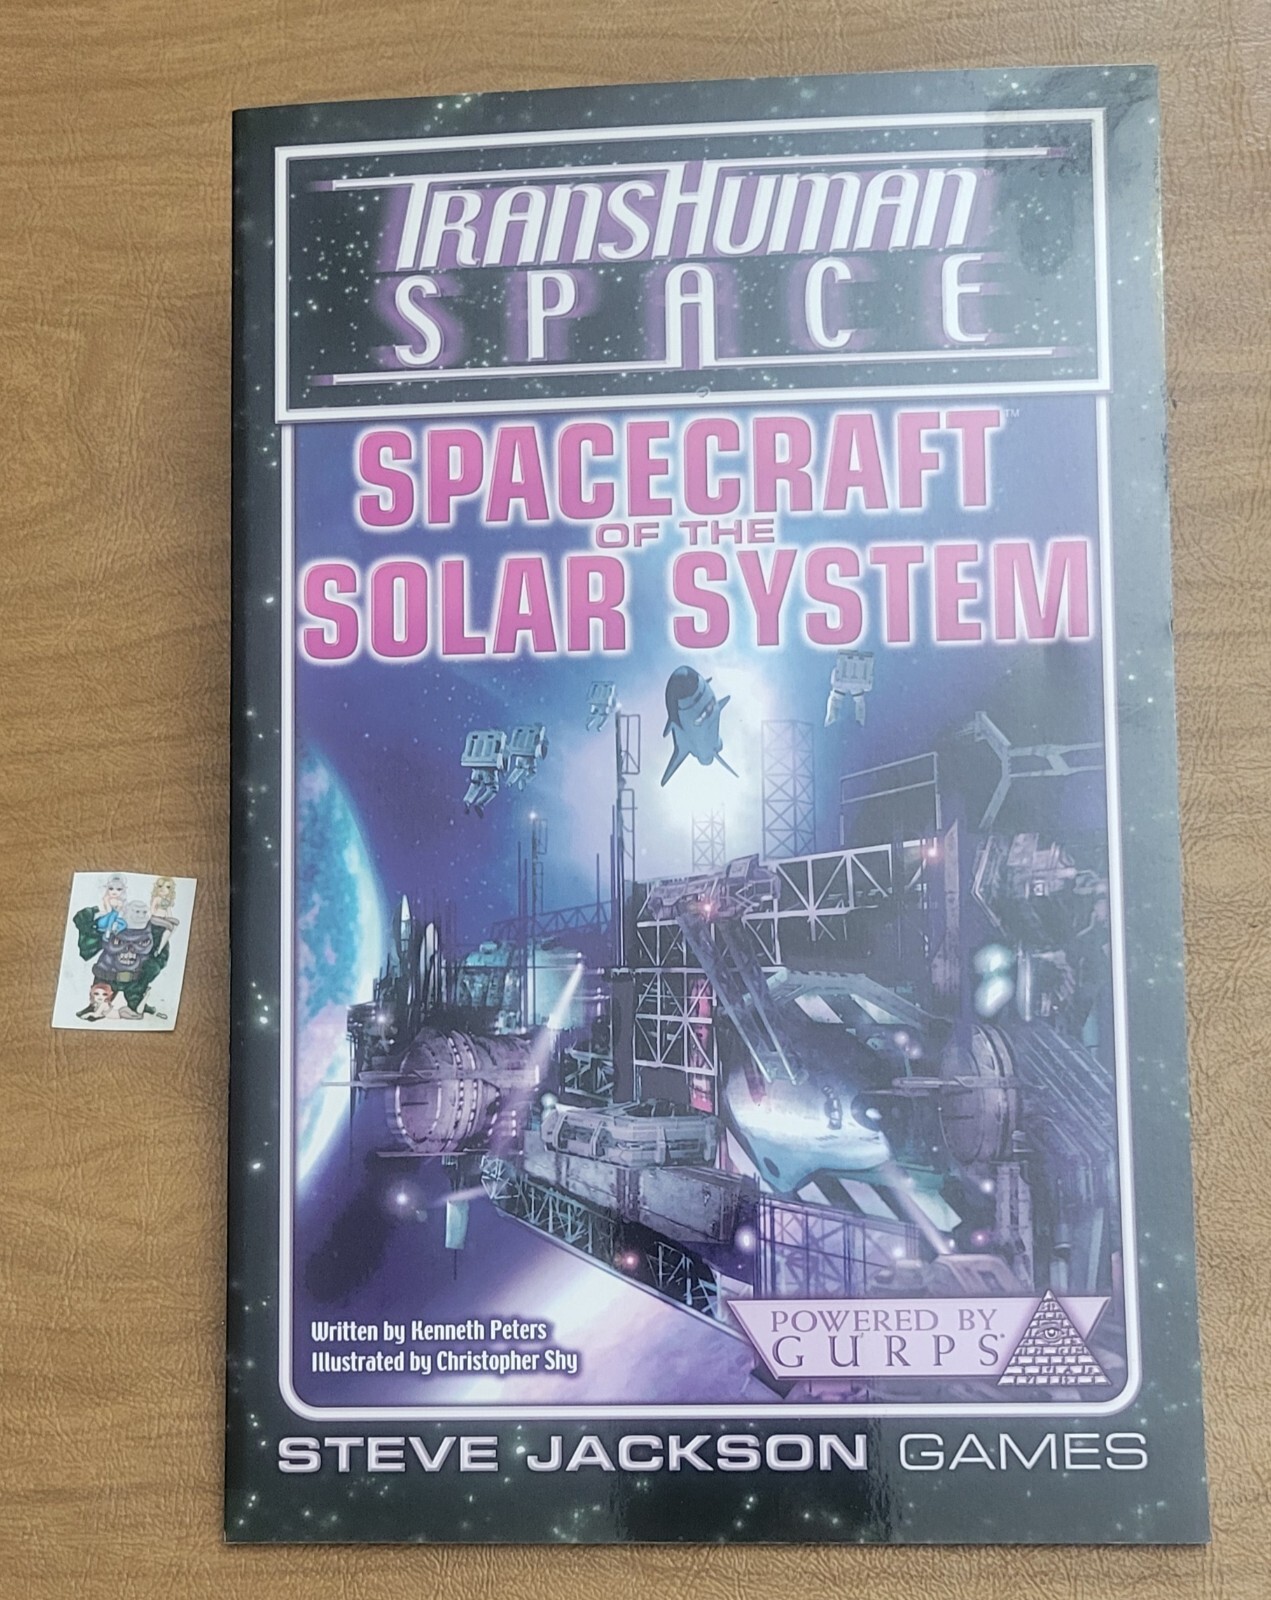 TRANSHUMAN
SPACE
SPACECRAFT™
OF THE
SOLAR SYSTEM
Written by Kenneth Peters
Illustrated by Christopher Shy
POWERED BY
GURPS®
STEVE JACKSON GAMES